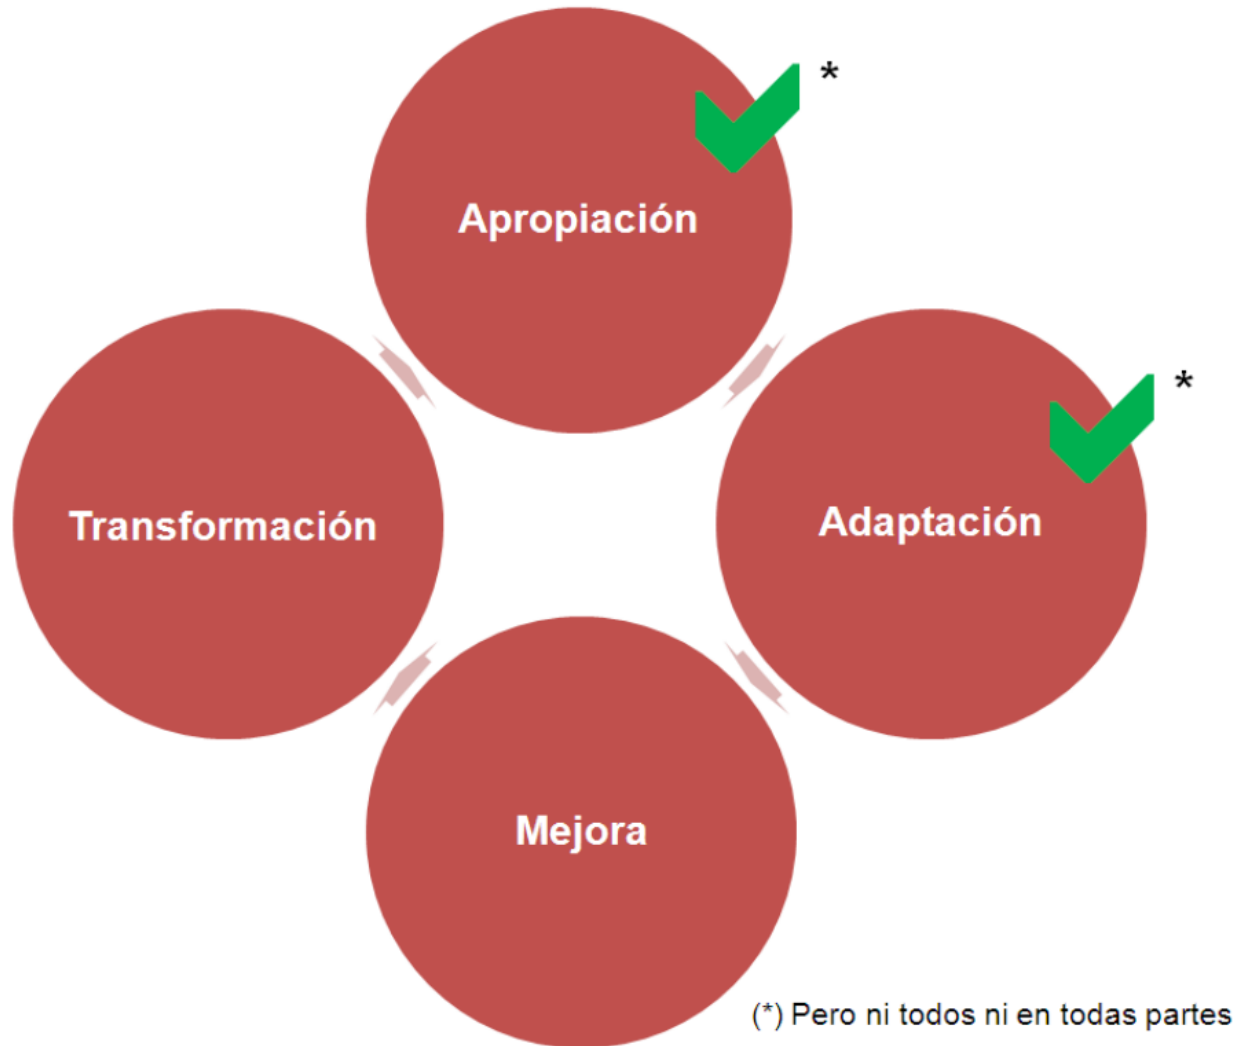 *
Apropiación
*
Transformación
Adaptación
Mejora
(*) Pero ni todos ni en todas partes